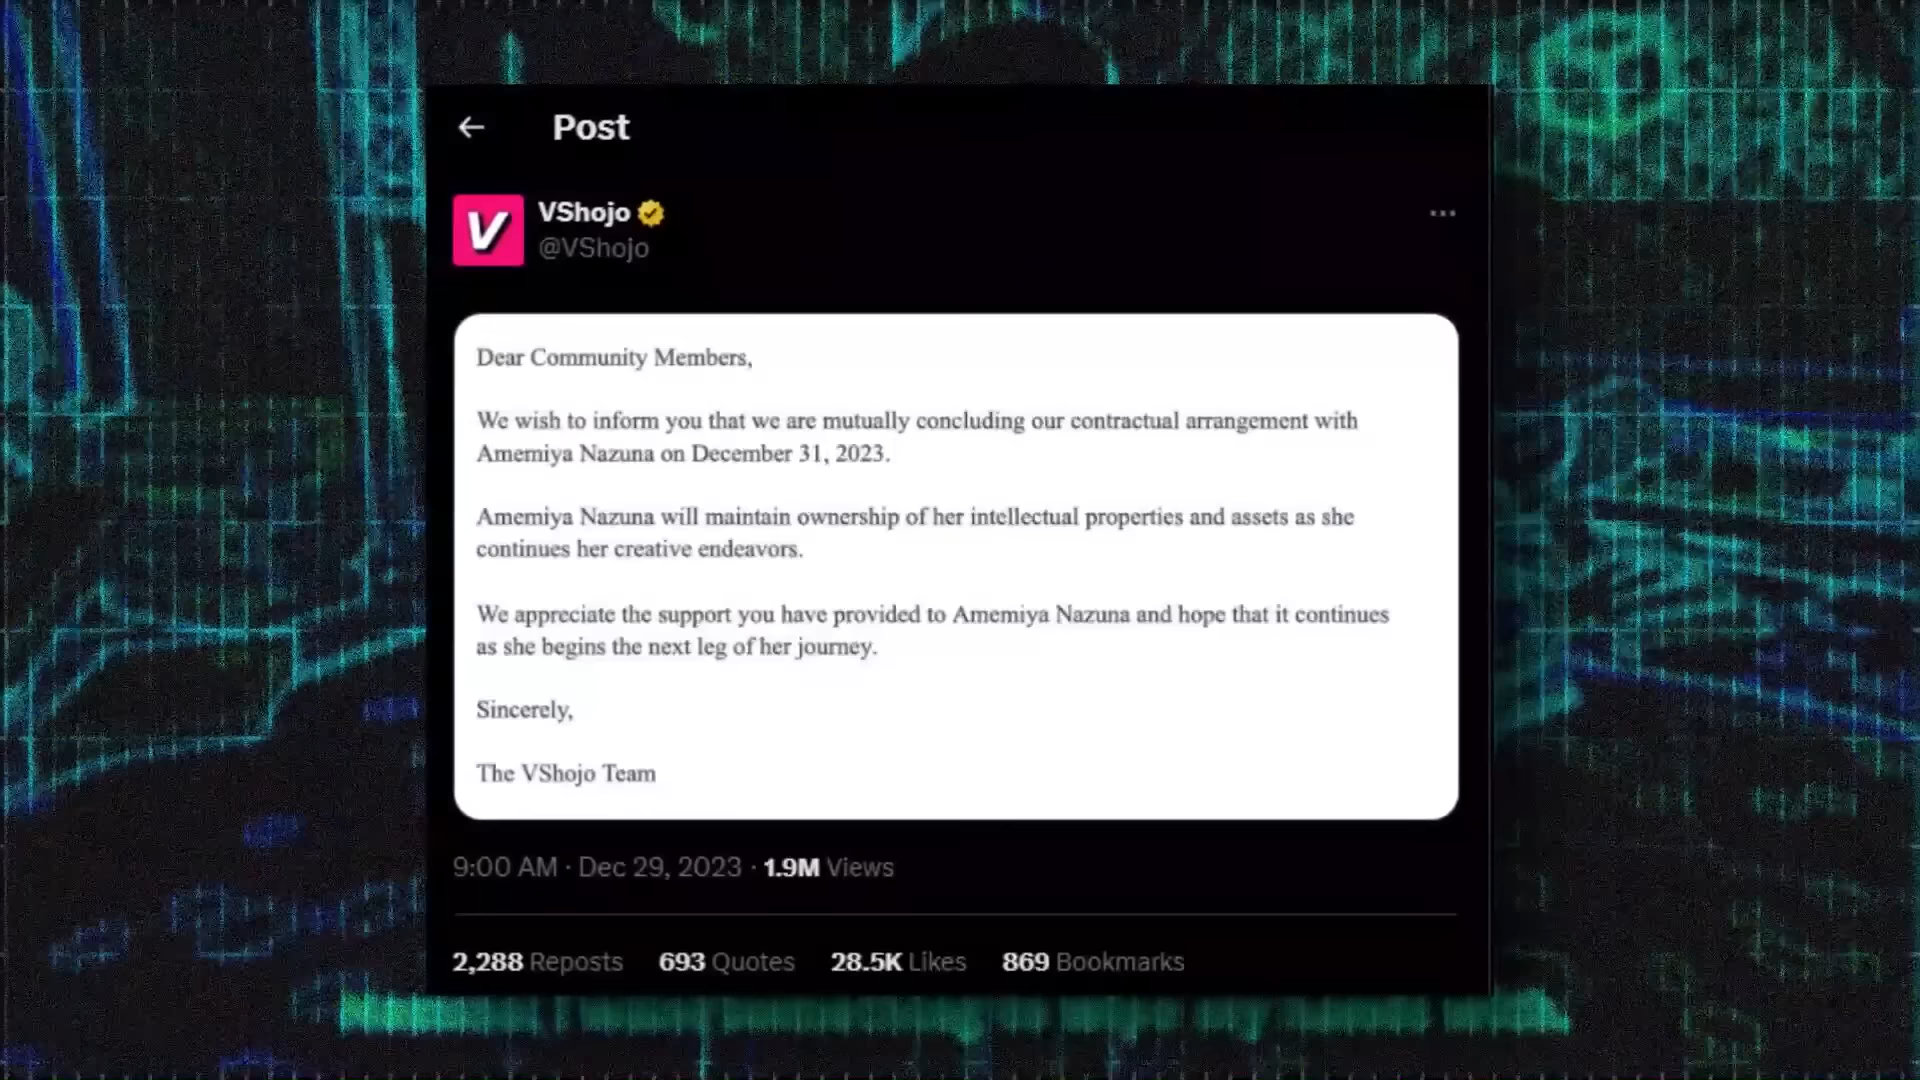 Post
V
VShojo
@VShojo
Dear Community Members,
We wish to inform you that we are mutually concluding our contractual arrangement with
Amemiya Nazuna on December 31, 2023.
Amemiya Nazuna will maintain ownership of her intellectual properties and assets as she
continues her creative endeavors.
We appreciate the support you have provided to Amemiya Nazuna and hope that it continues
as she begins the next leg of her journey.
Sincerely,
The VShojo Team
9:00 AM · Dec 29, 2023 · 1.9M Views
2,288 Reposts 693 Quotes 28.5K Likes 869 Bookmarks